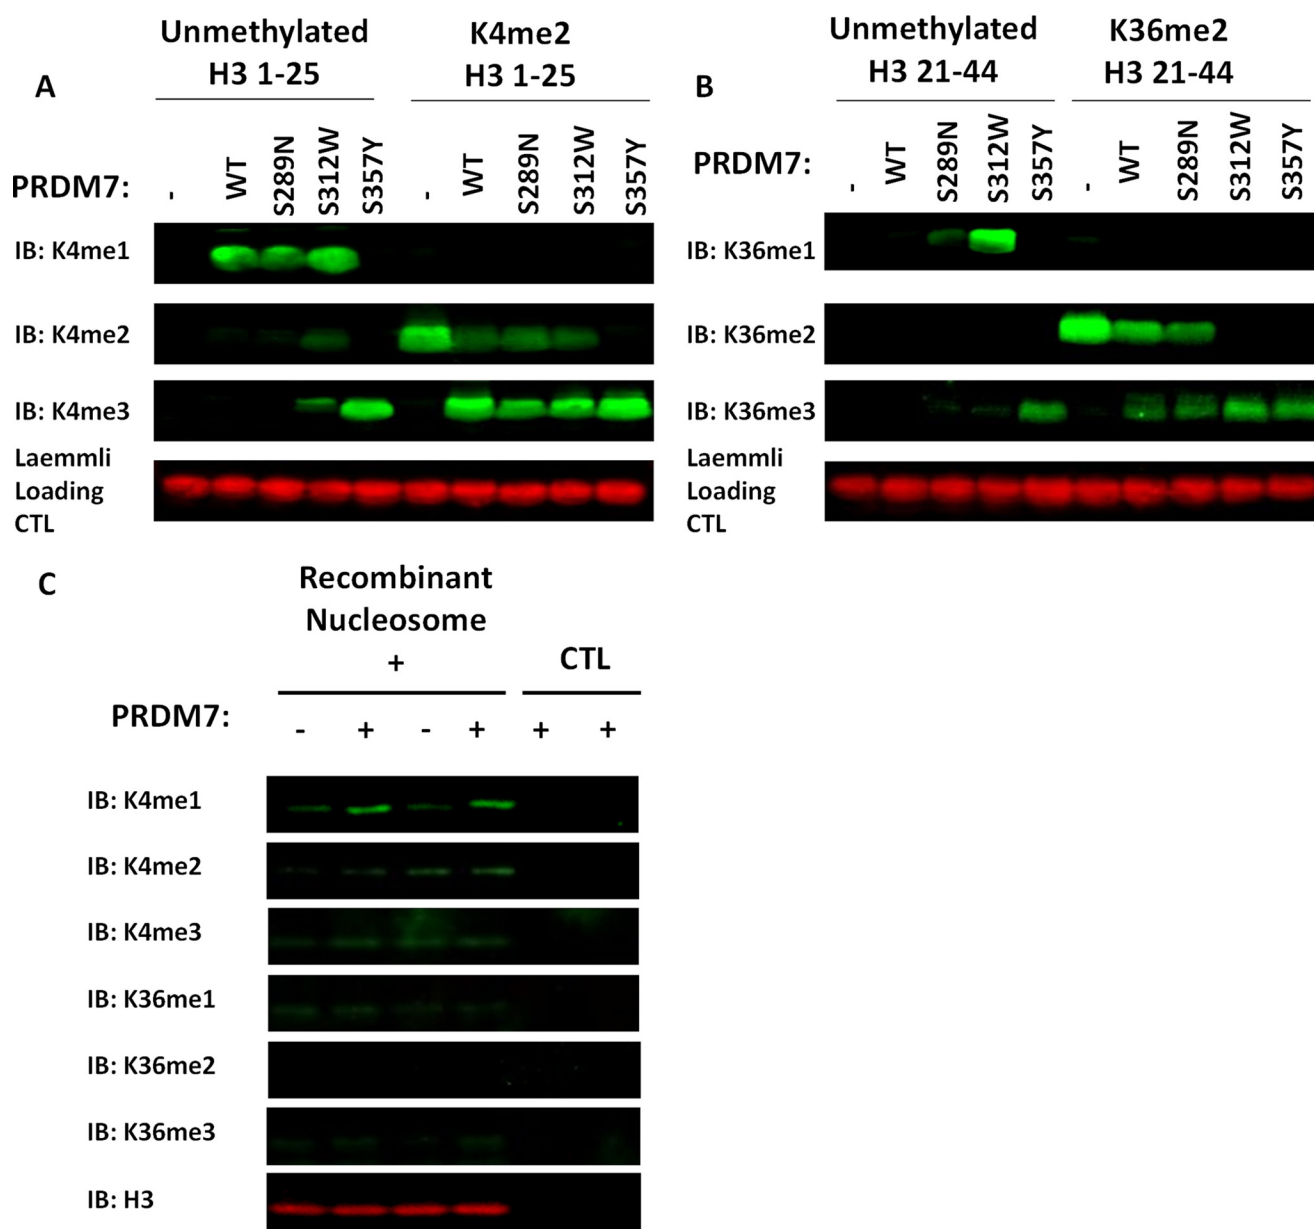 A
Unmethylated
H3 1-25
K4me2
H3 1-25
PRDM7:
-
WT
S289N
S312W
S357Y
-
WT
S289N
S312W
S357Y
IB: K4me1
IB: K4me2
IB: K4me3
Laemmli
Loading
CTL
B
Unmethylated
H3 21-44
K36me2
H3 21-44
PRDM7:
-
WT
S289N
S312W
S357Y
-
WT
S289N
S312W
S357Y
IB: K36me1
IB: K36me2
IB: K36me3
Laemmli
Loading
CTL
C
Recombinant
Nucleosome
+
CTL
PRDM7: - + - + + +
IB: K4me1
IB: K4me2
IB: K4me3
IB: K36me1
IB: K36me2
IB: K36me3
IB: H3